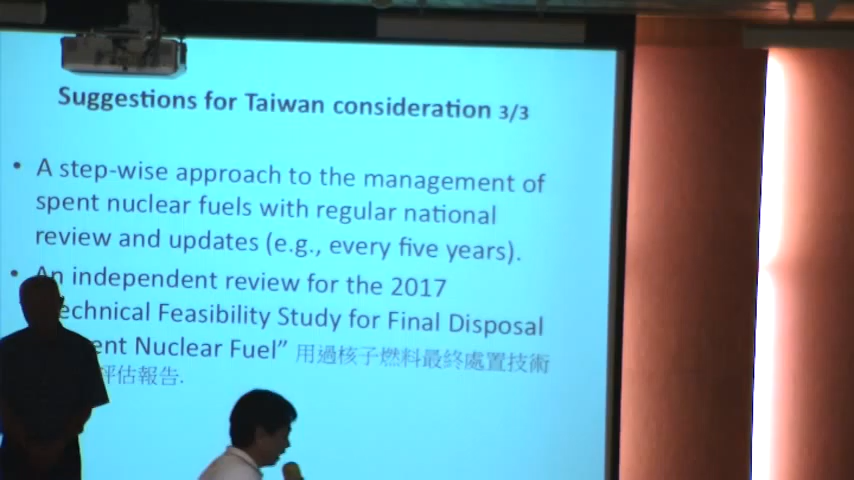 Suggestions for Taiwan consideration 3/3
• A step-wise approach to the management of
spent nuclear fuels with regular national
review and updates (e.g., every five years).
• An independent review for the 2017
echnical Feasibility Study for Final Disposal
ent Nuclear Fuel” 用過核子燃料最終處置技術
評估報告.